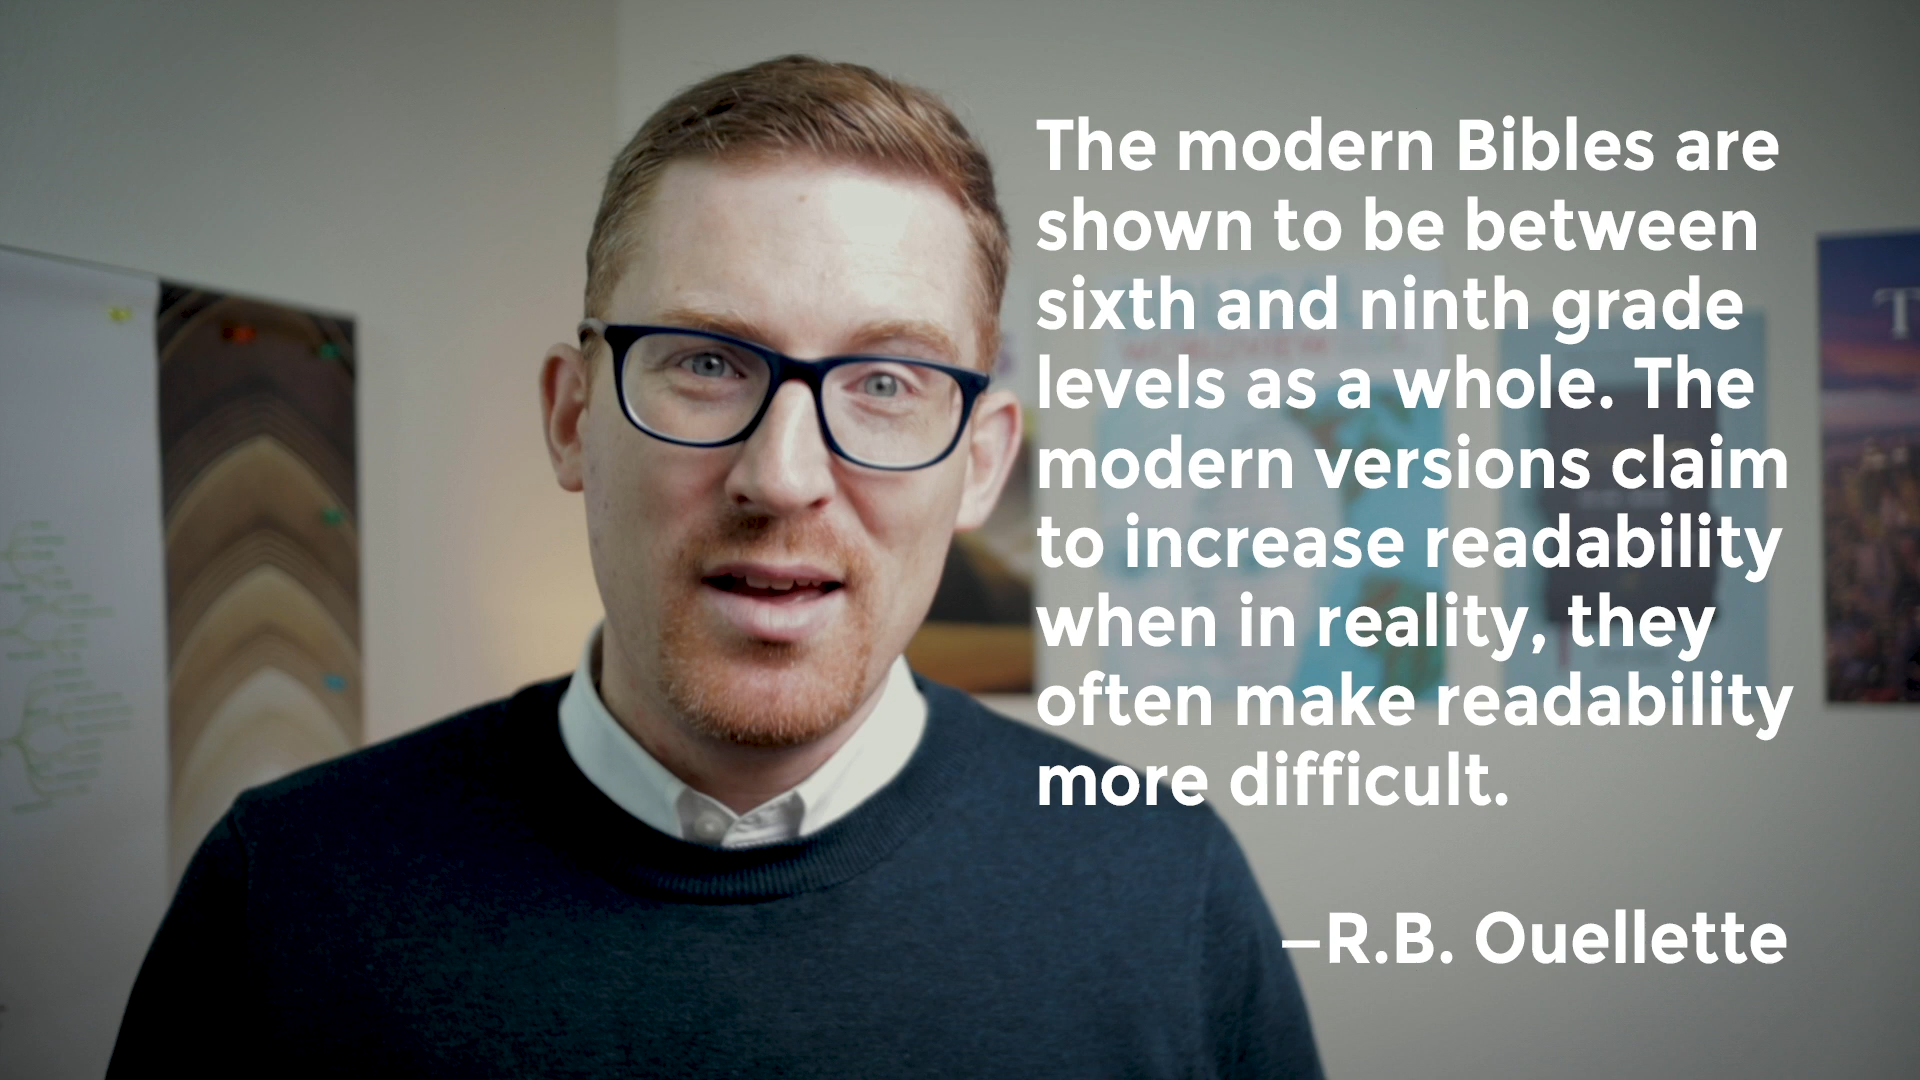 The modern Bibles are
shown to be between
sixth and ninth grade
levels as a whole. The
modern versions claim
to increase readability
when in reality, they
often make readability
more difficult.
–R.B. Ouellette
T